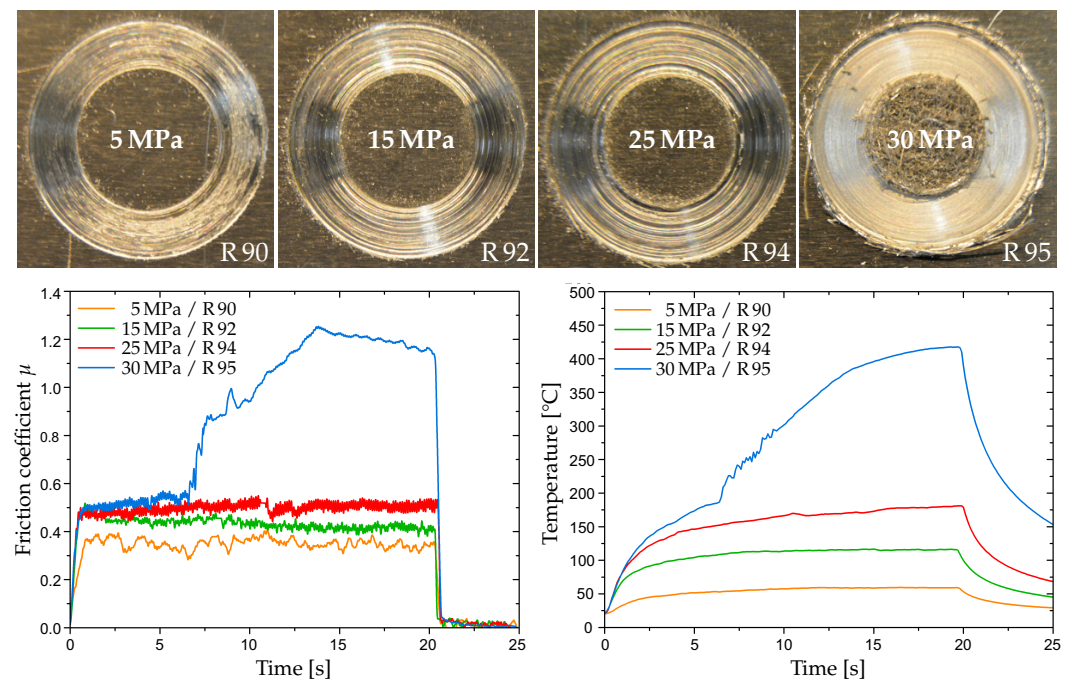 5 MPa
R 90
15 MPa
R 92
25 MPa
R 94
30 MPa
R 95
Friction coefficient µ
1.4
1.2
1.0
0.8
0.6
0.4
0.2
0.0
5 MPa / R 90
15 MPa / R 92
25 MPa / R 94
30 MPa / R 95
0 5 10 15 20 25
Time [s]
Temperature [°C]
500
450
400
350
300
250
200
150
100
50
0
5 MPa / R 90
15 MPa / R 92
25 MPa / R 94
30 MPa / R 95
0 5 10 15 20 25
Time [s]